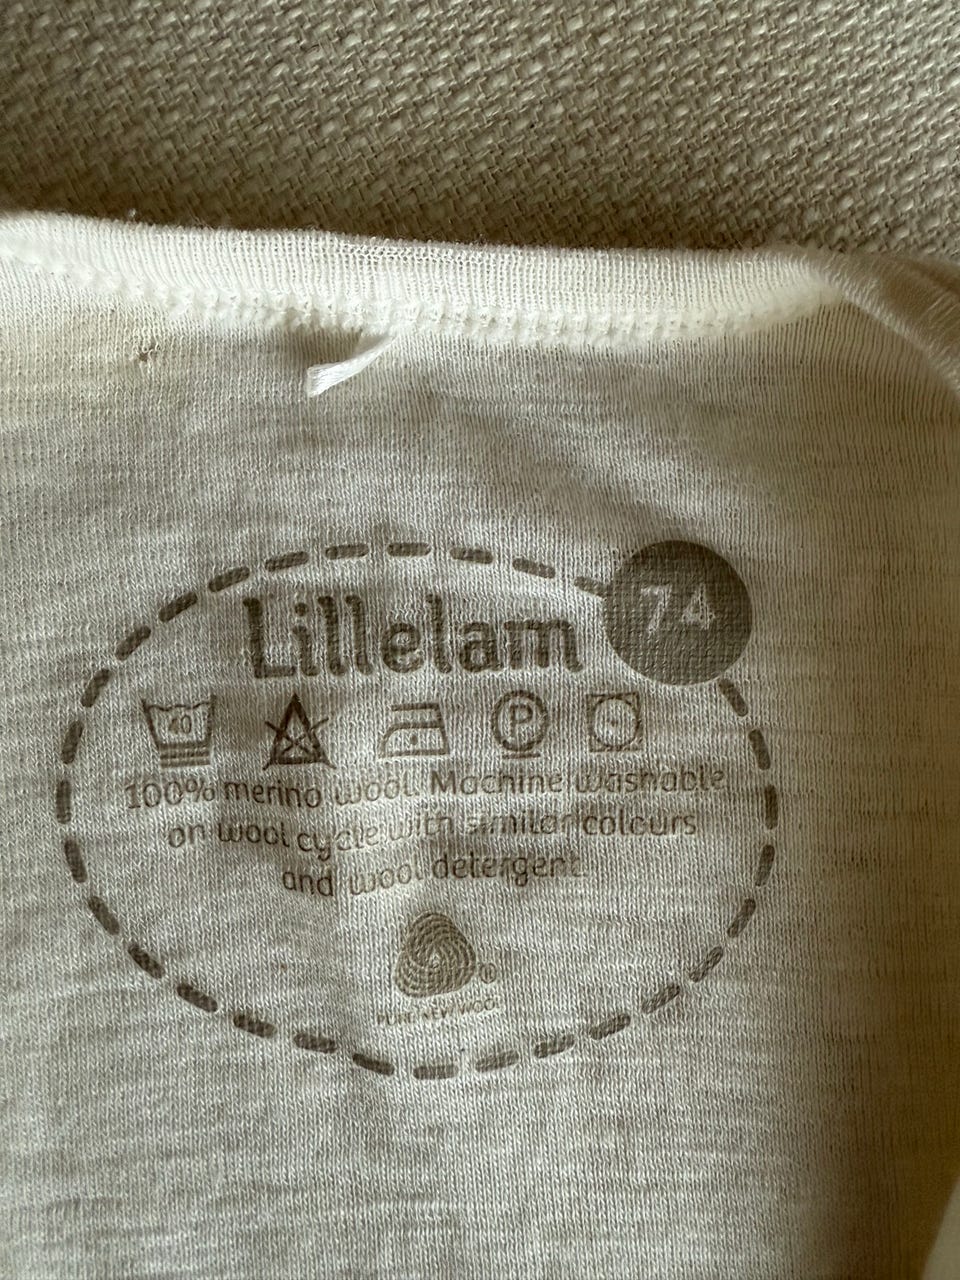 Lillelam
74
40
P
100% merino wool. Machine washable
on wool cycle with similar colours
and wool detergent
®
PURE NEW WOOL